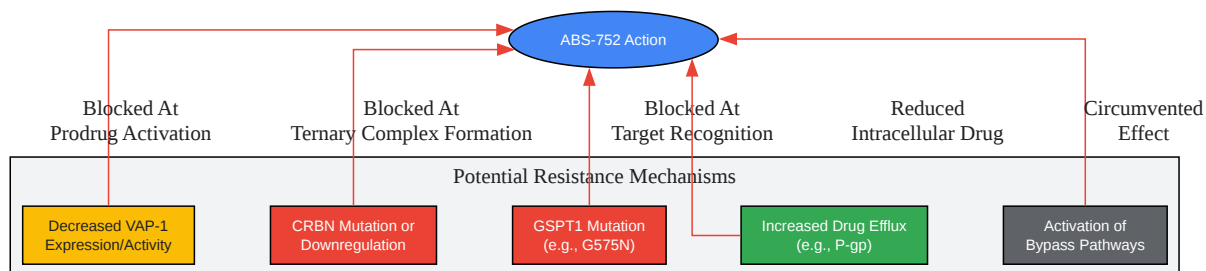 ABS-752 Action
Blocked At
Prodrug Activation
Blocked At
Ternary Complex Formation
Blocked At
Target Recognition
Reduced
Intracellular Drug
Circumvented
Effect
Potential Resistance Mechanisms
Decreased VAP-1
Expression/Activity
CRBN Mutation or
Downregulation
GSPT1 Mutation
(e.g., G575N)
Increased Drug Efflux
(e.g., P-gp)
Activation of
Bypass Pathways